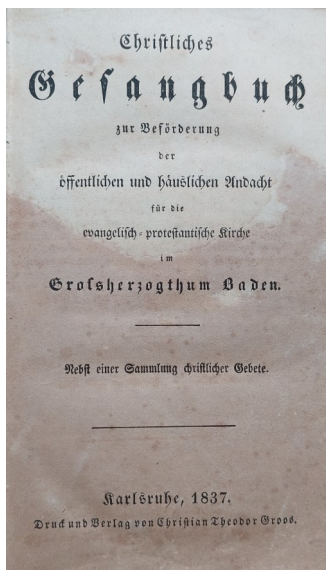 Christliches
Gesangbuch
zur Beförderung
der
öffentlichen und häuslichen Andacht
für die
evangelisch-protestantische Kirche
im
Grosherzogthum Baden.
Nebst einer Sammlung christlicher Gebete.
Karlsruhe, 1837.
Druck und Verlag von Christian Theodor Groos.